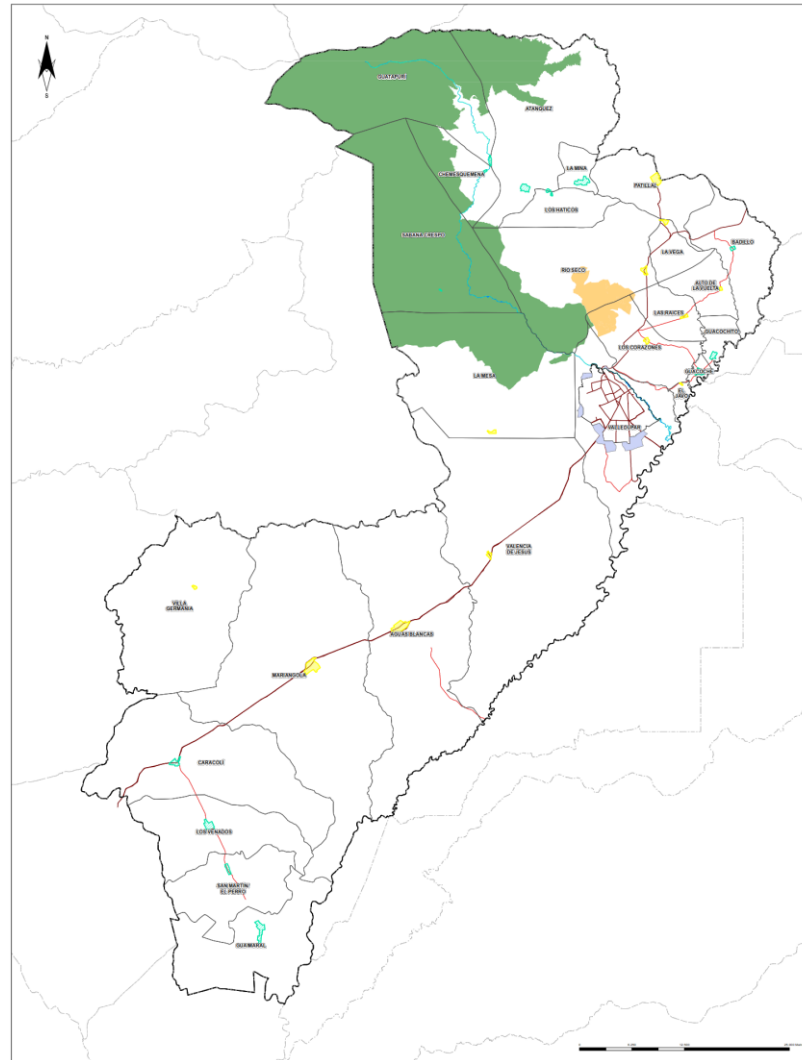 N
S
GUATAPURI
ATANQUEZ
LA MINA
CHEMESQUEMENA
PATILLAL
LOS HATICOS
SABANA CRESPO
BADILLO
LA VEGA
RIO SECO
ALTO DE
LA VUELTA
LAS RAICES
GUACOCHITO
LOS CORAZONES
GUACOCHE
LA MESA
EL
JAVO
VALLEDUPAR
VALENCIA
DE JESUS
VILLA
GERMANIA
AGUAS BLANCAS
MARIANGOLA
CARACOLÍ
LOS VENADOS
SAN MARTIN/
EL PERRO
GUAIMARAL